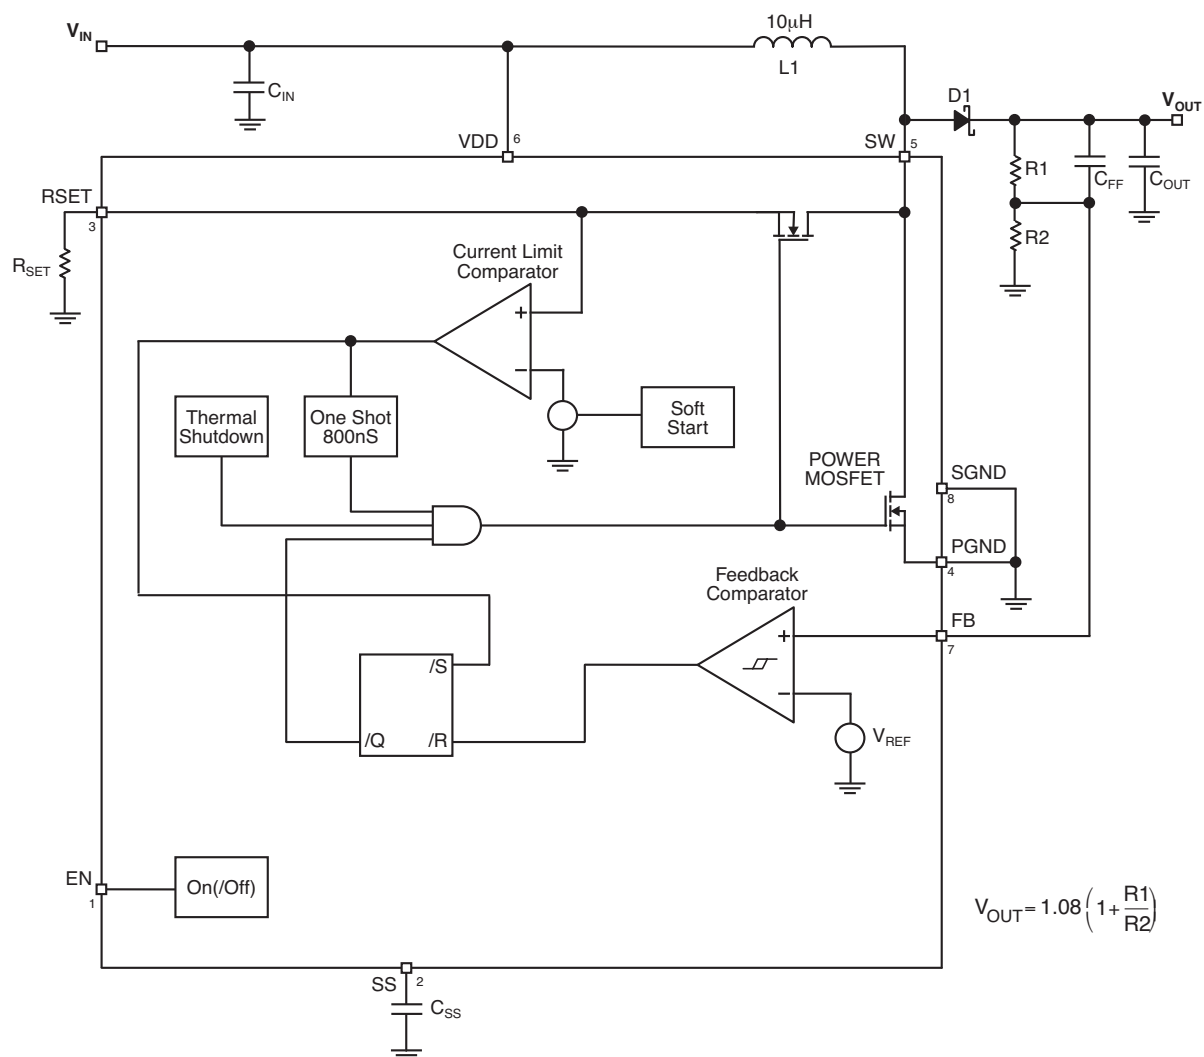 V_IN
10μH
L1
C_IN
D1
V_OUT
VDD
6
SW
5
RSET
3
R1
C_FF
C_OUT
R2
R_SET
Current Limit
Comparator
+
−
Thermal
Shutdown
One Shot
800nS
Soft
Start
POWER
MOSFET
SGND
8
PGND
4
Feedback
Comparator
FB
7
+
−
/S
/Q
/R
V_REF
EN
1
On(/Off)
V_OUT = 1.08 (1 + R1/R2)
SS
2
C_SS